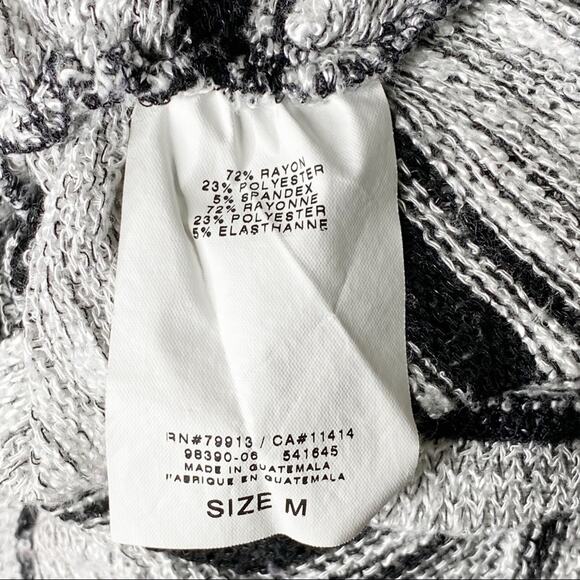 72% RAYON
23% POLYESTER
5% SPANDEX
72% RAYONNE
23% POLYESTER
5% ELASTHANNE
RN#79913 / CA#11414
98390-06 541645
MADE IN GUATEMALA
FABRIQUE EN GUATEMALA
SIZE M